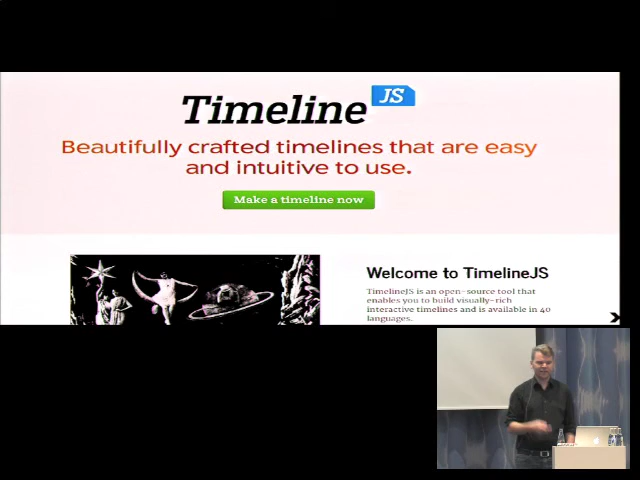 Timeline JS
Beautifully crafted timelines that are easy
and intuitive to use.
Make a timeline now
Welcome to TimelineJS
TimelineJS is an open-source tool that
enables you to build visually-rich
interactive timelines and is available in 40
languages.